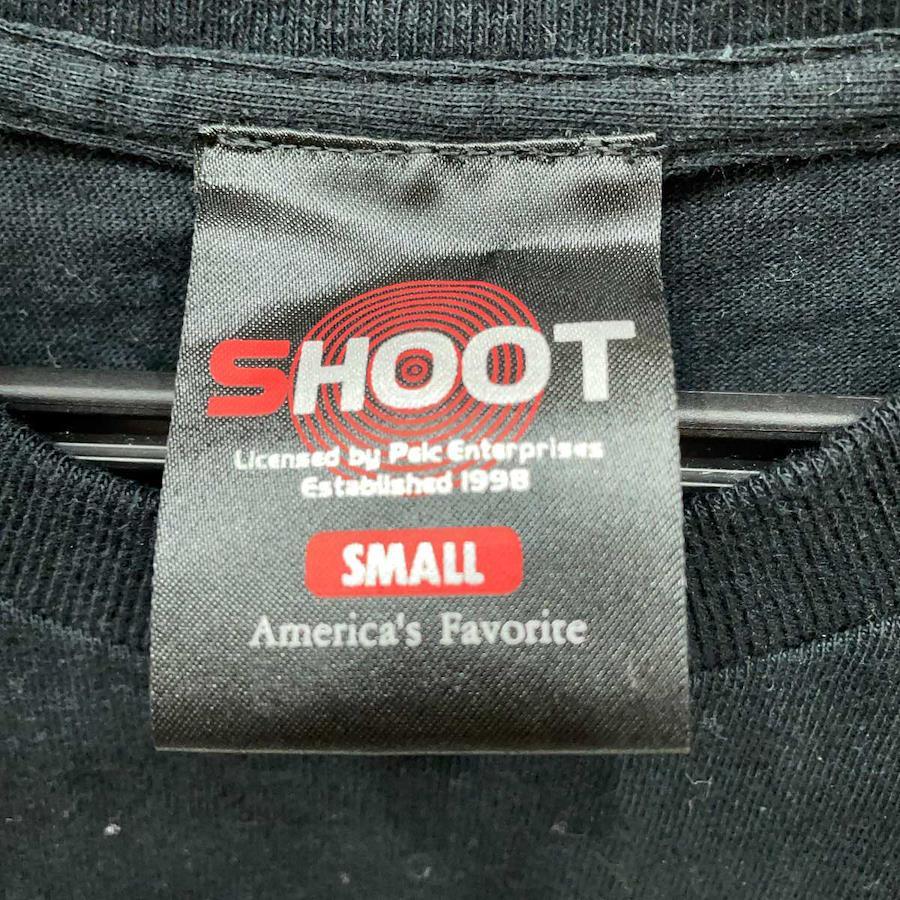 SHOOT
Licensed by Pelc Enterprises
Established 1998
SMALL
America's Favorite